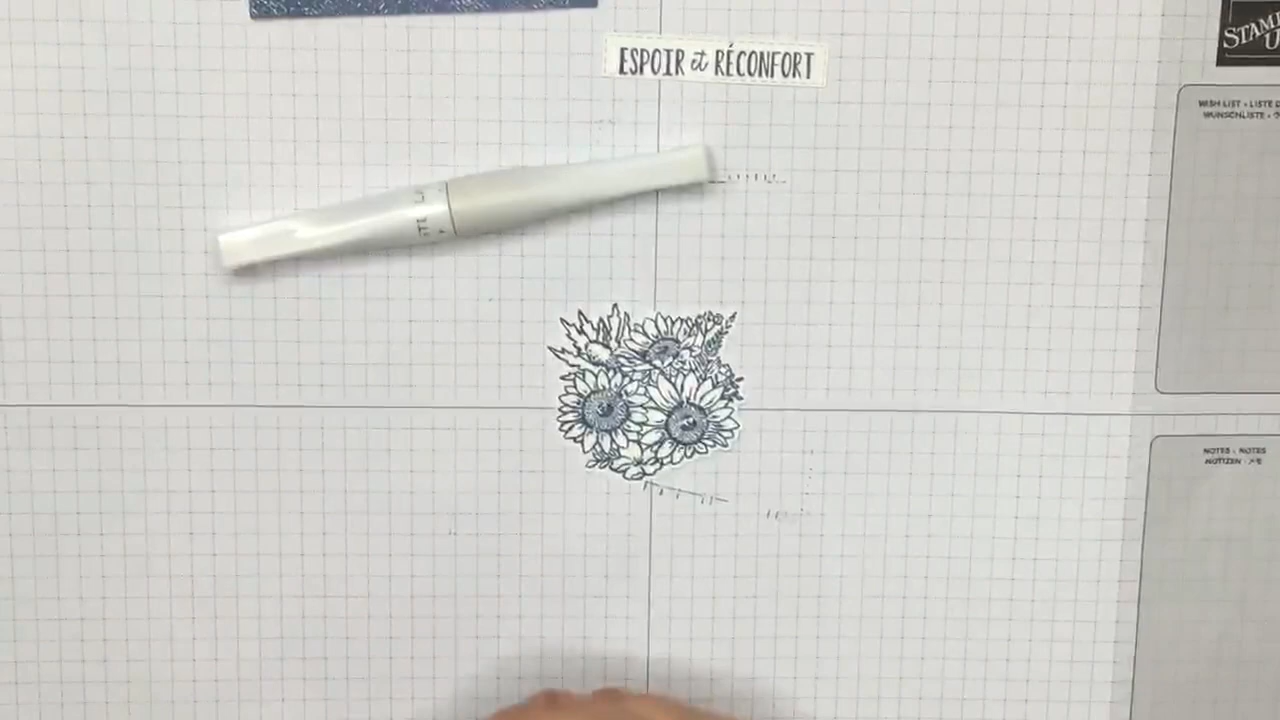 ESPOIR et RÉCONFORT
STAMP
U
WISH LIST • LISTE D
WUNSCHLISTE •
NOTES • NOTES
NOTIZEN •